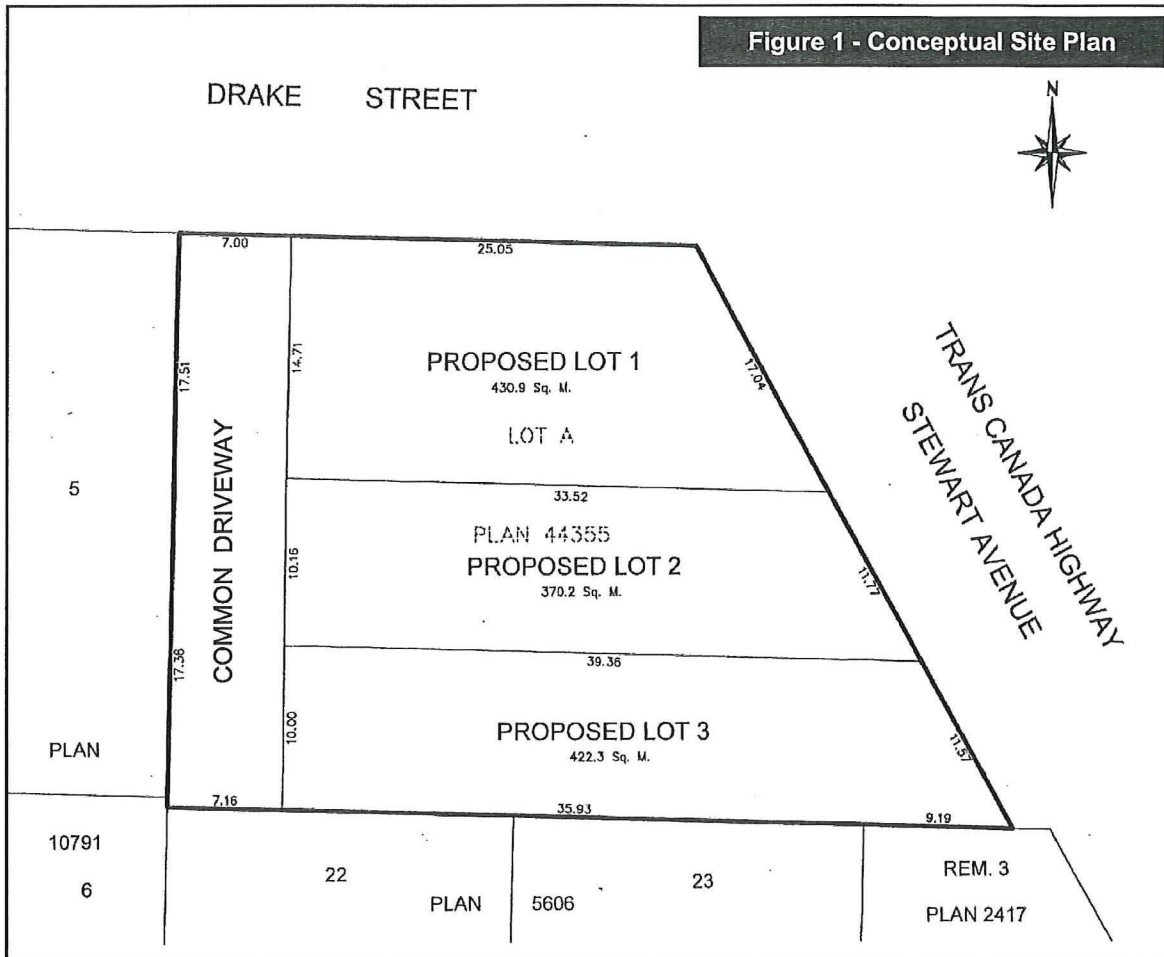 Figure 1 - Conceptual Site Plan
DRAKE STREET
N
7.00
25.05
17.51
14.71
PROPOSED LOT 1
430.9 Sq. M.
17.04
LOT A
TRANS CANADA HIGHWAY
STEWART AVENUE
5
COMMON DRIVEWAY
33.52
PLAN 44355
10.16
PROPOSED LOT 2
370.2 Sq. M.
11.77
17.36
39.36
10.00
PROPOSED LOT 3
422.3 Sq. M.
11.57
PLAN
7.16
35.93
9.19
10791
6
22
23
REM. 3
PLAN 5606
PLAN 2417